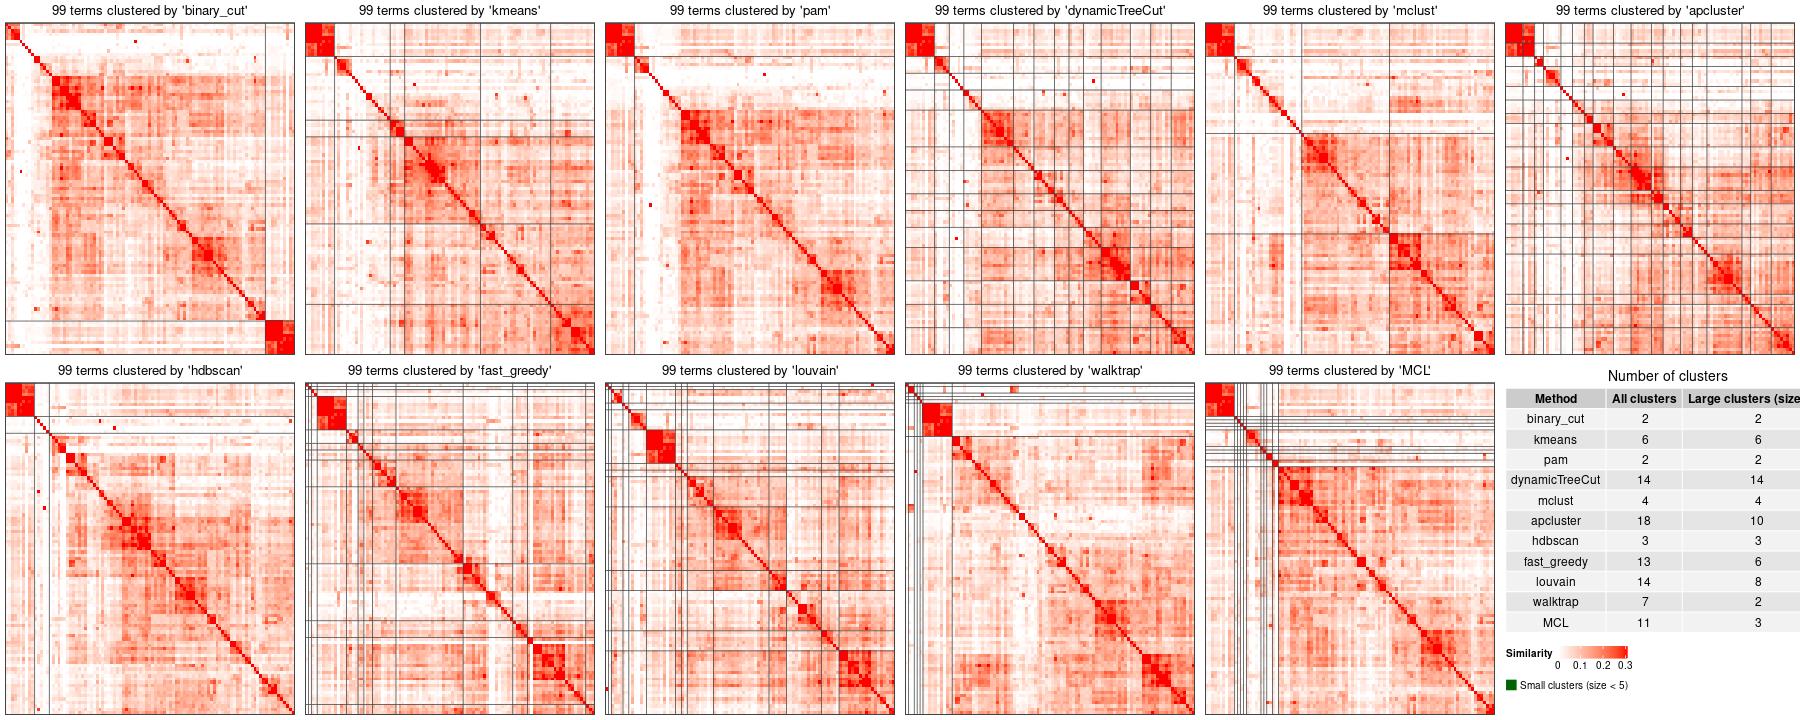 99 terms clustered by 'binary_cut'
99 terms clustered by 'kmeans'
99 terms clustered by 'pam'
99 terms clustered by 'dynamicTreeCut'
99 terms clustered by 'mclust'
99 terms clustered by 'apcluster'
99 terms clustered by 'hdbscan'
99 terms clustered by 'fast_greedy'
99 terms clustered by 'louvain'
99 terms clustered by 'walktrap'
99 terms clustered by 'MCL'
Number of clusters
Method All clusters Large clusters (size
binary_cut 2 2
kmeans 6 6
pam 2 2
dynamicTreeCut 14 14
mclust 4 4
apcluster 18 10
hdbscan 3 3
fast_greedy 13 6
louvain 14 8
walktrap 7 2
MCL 11 3
Similarity
0 0.1 0.2 0.3
Small clusters (size < 5)